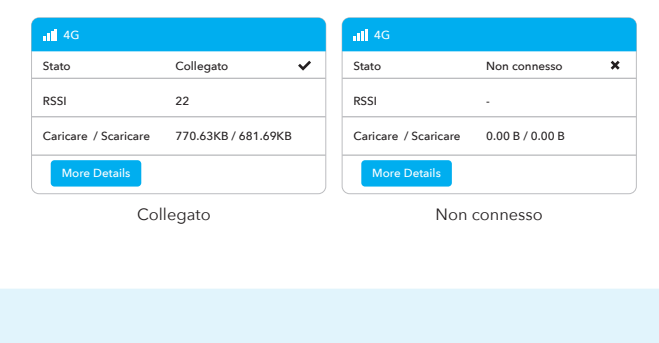 4G
Stato Collegato ✔
RSSI 22
Caricare / Scaricare 770.63KB / 681.69KB
More Details
Collegato
4G
Stato Non connesso ✖
RSSI -
Caricare / Scaricare 0.00 B / 0.00 B
More Details
Non connesso